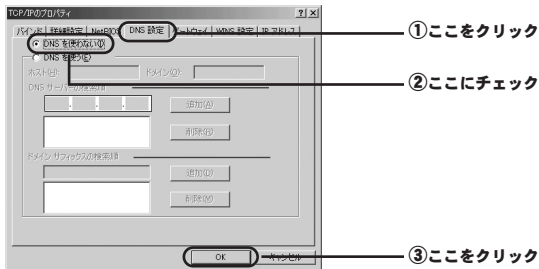 TCP/IPのプロパティ
バインド 詳細設定 NetBIOS DNS 設定 ゲートウェイ WINS 設定 IP アドレス
①ここをクリック
DNS を使わない(I)
DNS を使う(E)
②ここにチェック
ホスト(H): ドメイン(O):
DNS サーバーの検索順
追加(A)
削除(R)
ドメイン サフィックスの検索順
追加(D)
削除(M)
OK キャンセル
③ここをクリック